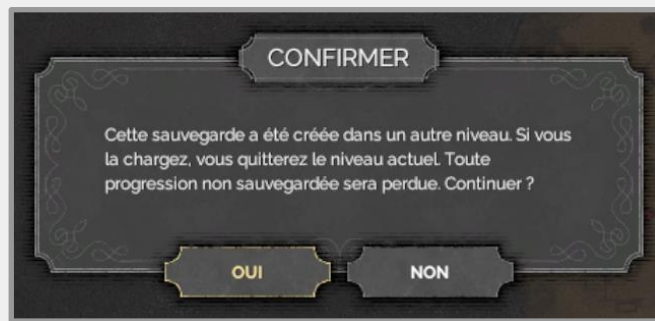 CONFIRMER
Cette sauvegarde a été créée dans un autre niveau. Si vous
la chargez, vous quitterez le niveau actuel. Toute
progression non sauvegardée sera perdue. Continuer ?
OUI
NON